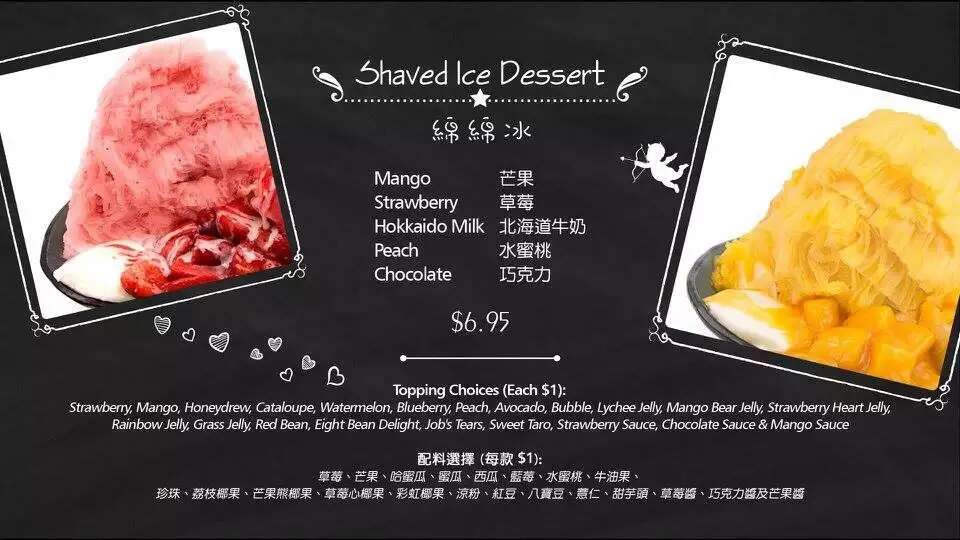 Shaved Ice Dessert
綿綿冰
Mango 芒果
Strawberry 草莓
Hokkaido Milk 北海道牛奶
Peach 水蜜桃
Chocolate 巧克力
$6.95
Topping Choices (Each $1):
Strawberry, Mango, Honeydrew, Cataloupe, Watermelon, Blueberry, Peach, Avocado, Bubble, Lychee Jelly, Mango Bear Jelly, Strawberry Heart Jelly,
Rainbow Jelly, Grass Jelly, Red Bean, Eight Bean Delight, Job's Tears, Sweet Taro, Strawberry Sauce, Chocolate Sauce & Mango Sauce
配料選擇 (每款 $1):
草莓、芒果、哈蜜瓜、蜜瓜、西瓜、藍莓、水蜜桃、牛油果、
珍珠、荔枝椰果、芒果熊椰果、草莓心椰果、彩虹椰果、涼粉、紅豆、八寶豆、薏仁、甜芋頭、草莓醬、巧克力醬及芒果醬